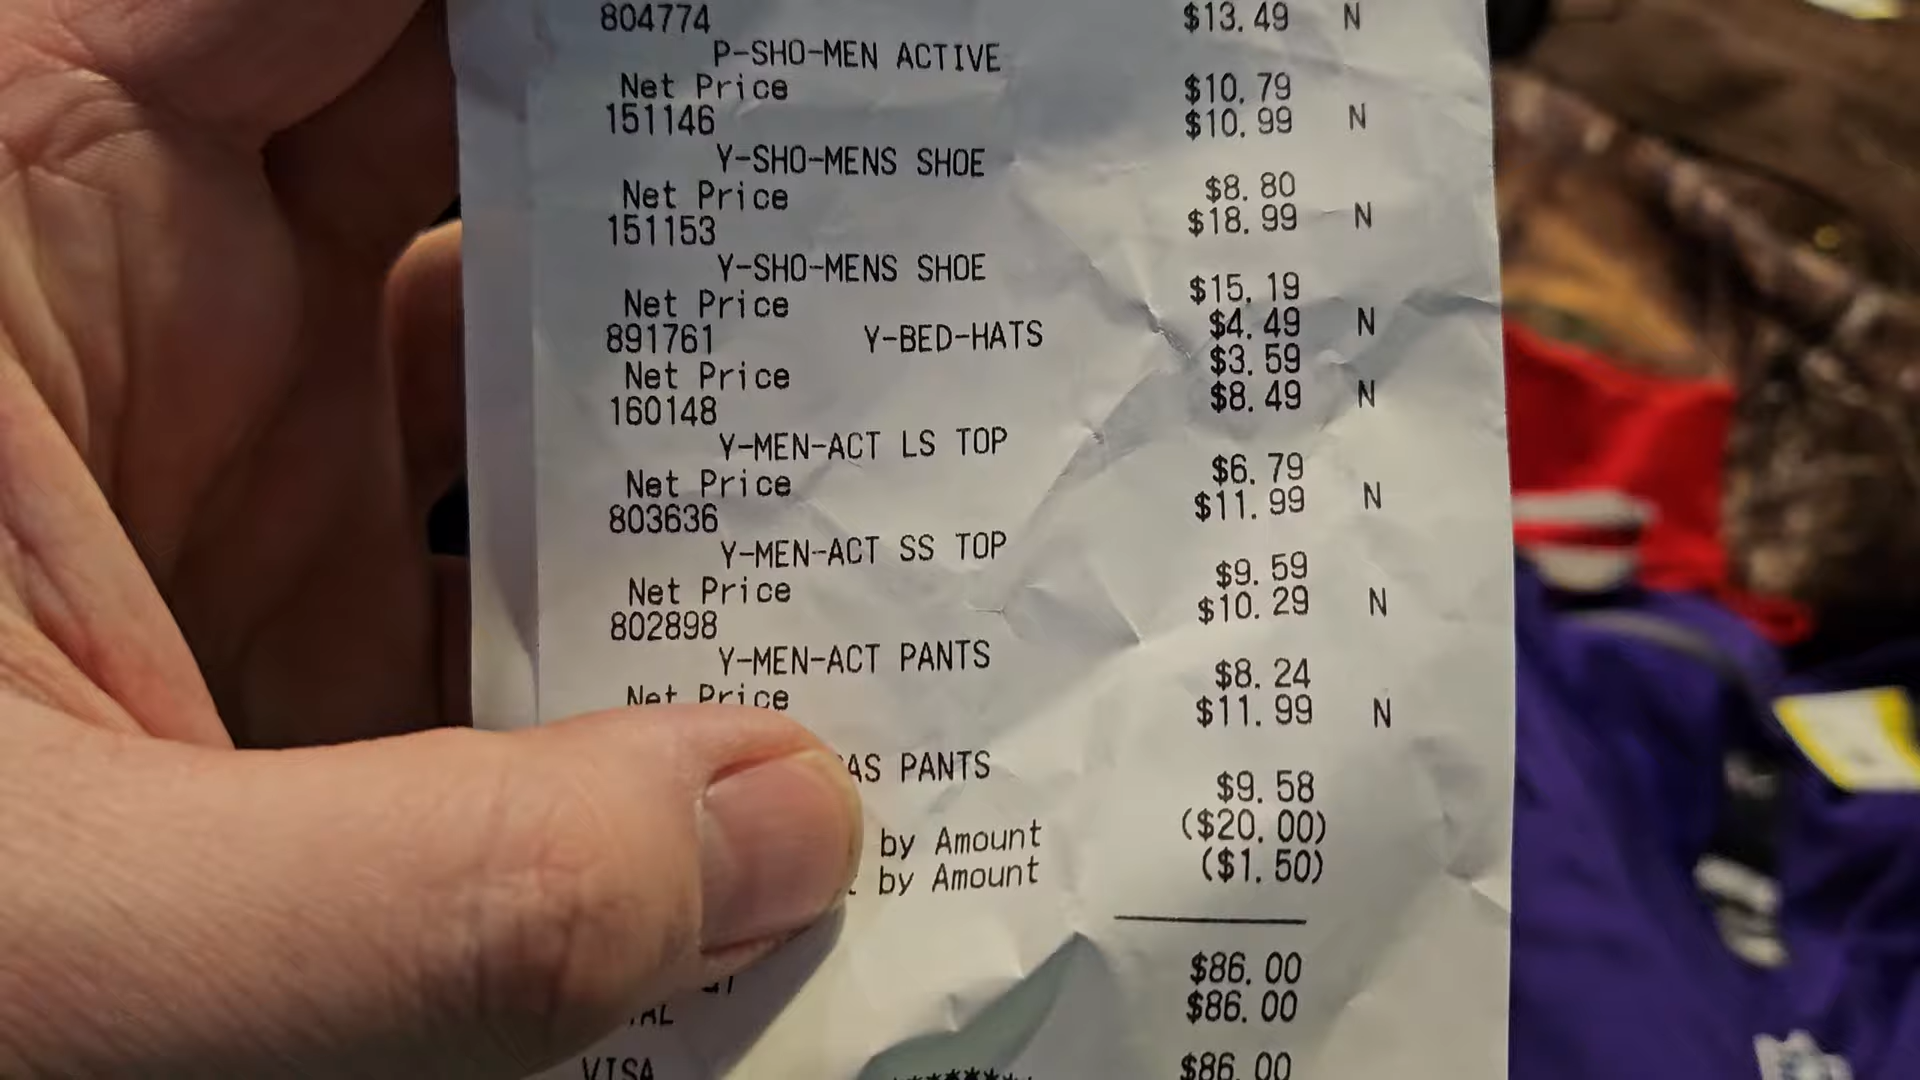 804774 $13.49 N
P-SHO-MEN ACTIVE
Net Price $10.79
151146 $10.99 N
Y-SHO-MENS SHOE
Net Price $8.80
151153 $18.99 N
Y-SHO-MENS SHOE
Net Price $15.19
891761 Y-BED-HATS $4.49 N
Net Price $3.59
160148 $8.49 N
Y-MEN-ACT LS TOP
Net Price $6.79
803636 $11.99 N
Y-MEN-ACT SS TOP
Net Price $9.59
802898 $10.29 N
Y-MEN-ACT PANTS
Net Price $8.24
$11.99 N
PANTS
$9.58
by Amount ($20.00)
by Amount ($1.50)
$86.00
$86.00
VISA $86.00